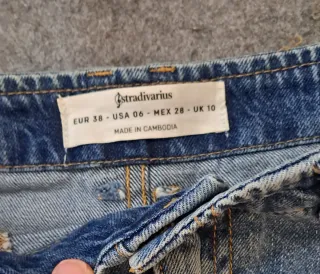 stradivarius
EUR 38 - USA 06 - MEX 28 - UK 10
MADE IN CAMBODIA